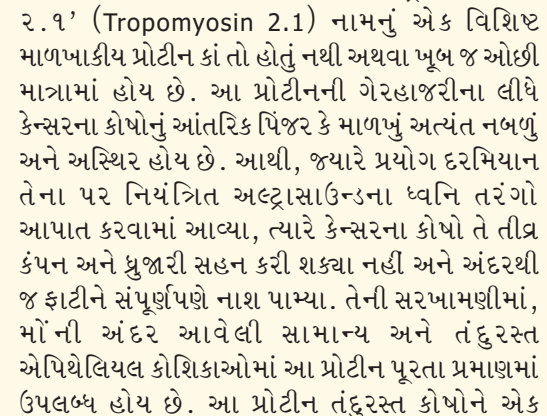 ૨.૧’ (Tropomyosin 2.1) નામનું એક વિશિષ્ટ
માળખાકીય પ્રોટીન કાં તો હોતું નથી અથવા ખૂબ જ ઓછી
માત્રામાં હોય છે. આ પ્રોટીનની ગેરહાજરીના લીધે
કેન્સરના કોષોનું આંતરિક પિંજર કે માળખું અત્યંત નબળું
અને અસ્થિર હોય છે. આથી, જ્યારે પ્રયોગ દરમિયાન
તેના પર નિયંત્રિત અલ્ટ્રાસાઉન્ડના ધ્વનિ તરંગો
આપાત કરવામાં આવ્યા, ત્યારે કેન્સરના કોષો તે તીવ્ર
કંપન અને ધ્રુજારી સહન કરી શક્યા નહીં અને અંદરથી
જ ફાટીને સંપૂર્ણપણે નાશ પામ્યા. તેની સરખામણીમાં,
મોંની અંદર આવેલી સામાન્ય અને તંદુરસ્ત
એપિથેલિયલ કોશિકાઓમાં આ પ્રોટીન પૂરતા પ્રમાણમાં
ઉપલબ્ધ હોય છે. આ પ્રોટીન તંદુરસ્ત કોષોને એક